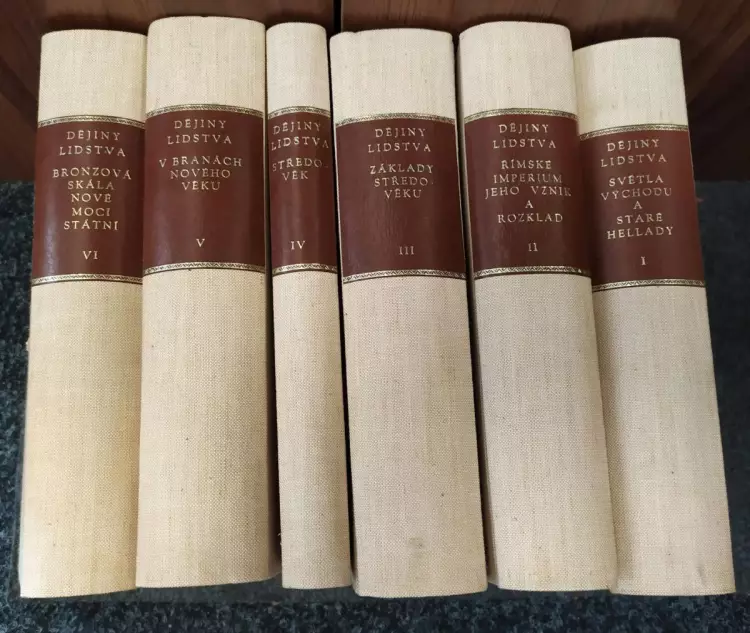 DĚJINY
LIDSTVA
BRONZOVÁ
SKÁLA
NOVÉ
MOCI
STÁTNÍ
VI
DĚJINY
LIDSTVA
V BRANÁCH
NOVÉHO
VĚKU
V
DĚJINY
LIDSTVA
STŘEDO-
VĚK
IV
DĚJINY
LIDSTVA
ZÁKLADY
STŘEDO-
VĚKU
III
DĚJINY
LIDSTVA
ŘÍMSKÉ
IMPERIUM
JEHO VZNIK
A
ROZKLAD
II
DĚJINY
LIDSTVA
SVĚTLA
VÝCHODU
A
STARÉ
HELLADY
I